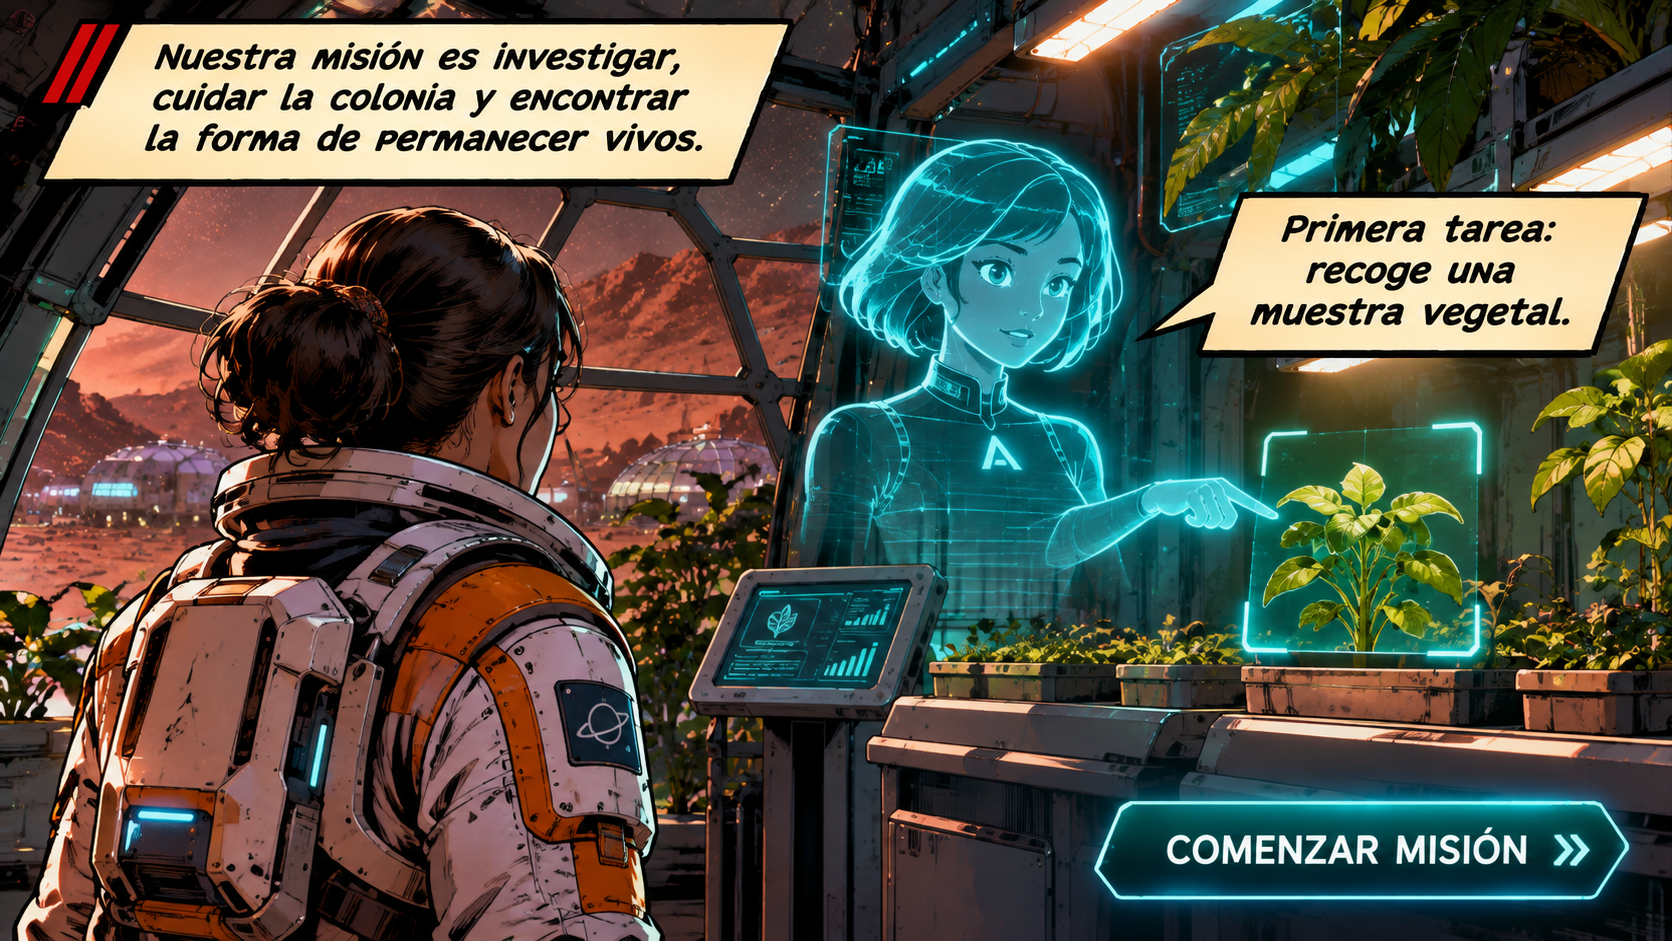 Nuestra misión es investigar,
cuidar la colonia y encontrar
la forma de permanecer vivos.
Primera tarea:
recoge una
muestra vegetal.
A
COMENZAR MISIÓN »